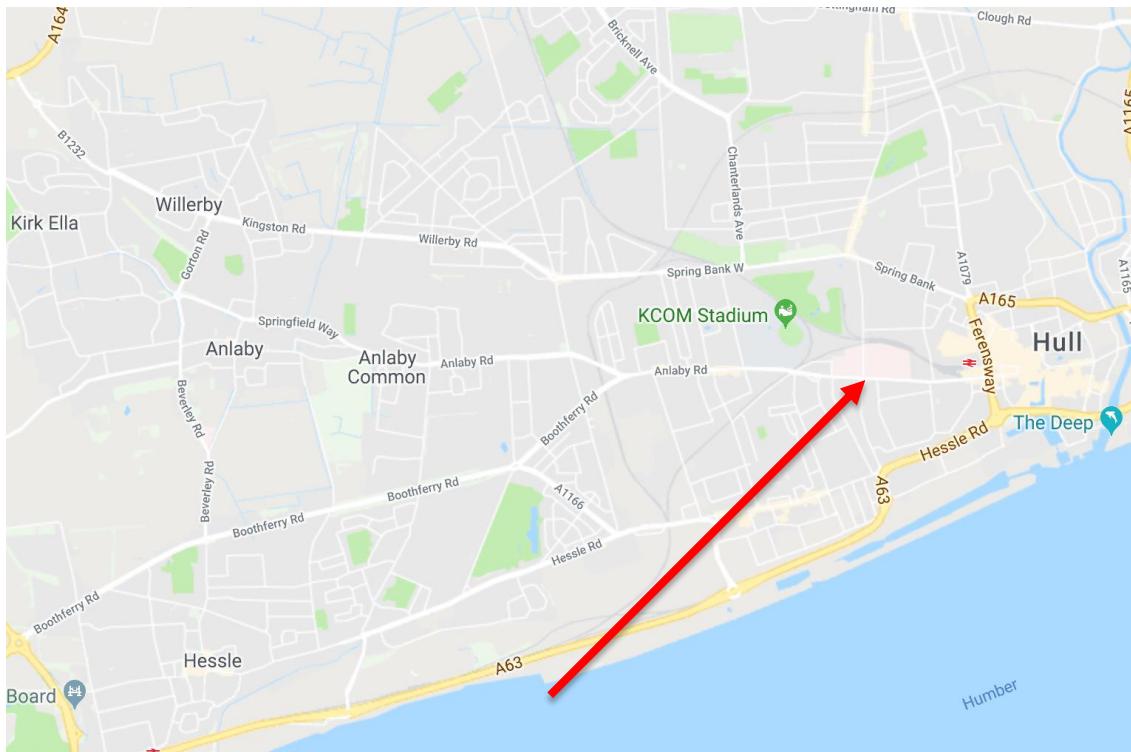 Clough Rd
A164
Bricknell Ave
A1165
B1232
Chanterlands Ave
Willerby
Kirk Ella
Kingston Rd
Willerby Rd
Gorton Rd
Spring Bank W
Spring Bank
A1079
A1165
A165
KCOM Stadium
Springfield Way
Ferensway
Hull
Anlaby
Anlaby
Common
Anlaby Rd
Anlaby Rd
Beverley Rd
Boothferry Rd
The Deep
Hessle Rd
Beverley Rd
Boothferry Rd
A1166
A63
Boothferry Rd
Hessle Rd
Boothferry Rd
Hessle
A63
Board
Humber